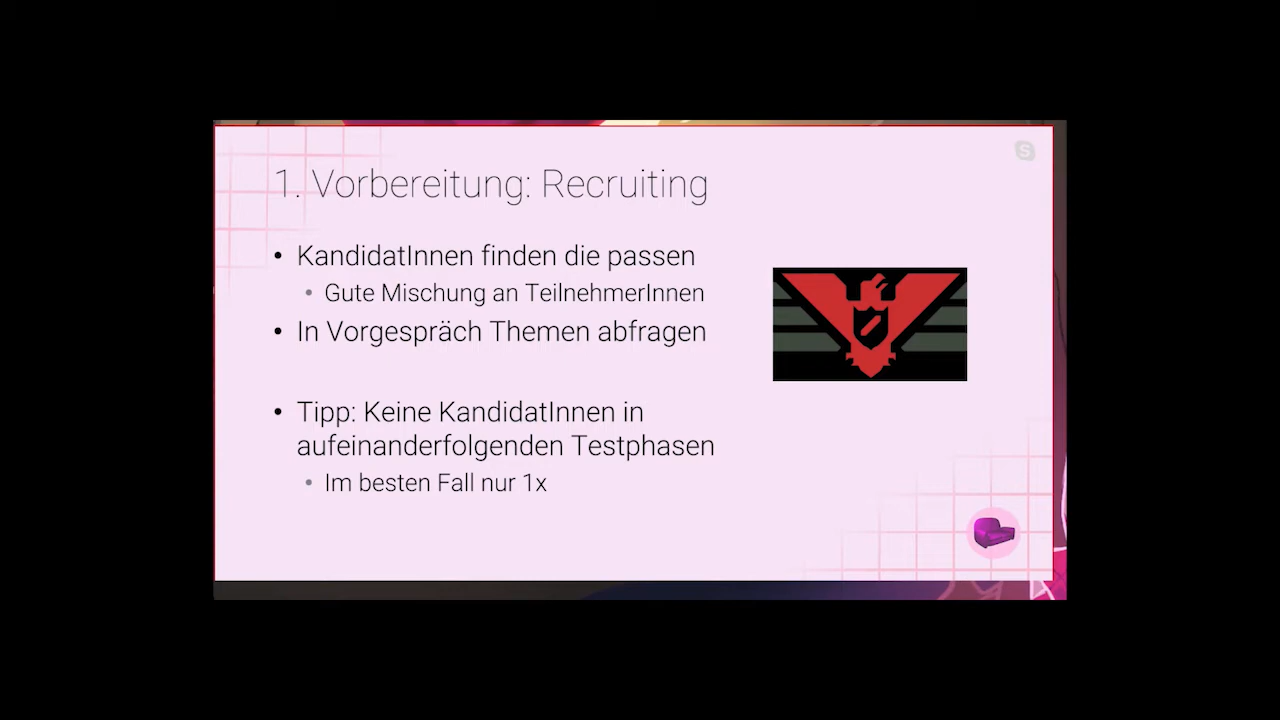 1. Vorbereitung: Recruiting
• KandidatInnen finden die passen
• Gute Mischung an TeilnehmerInnen
• In Vorgespräch Themen abfragen
• Tipp: Keine KandidatInnen in
aufeinanderfolgenden Testphasen
• Im besten Fall nur 1x